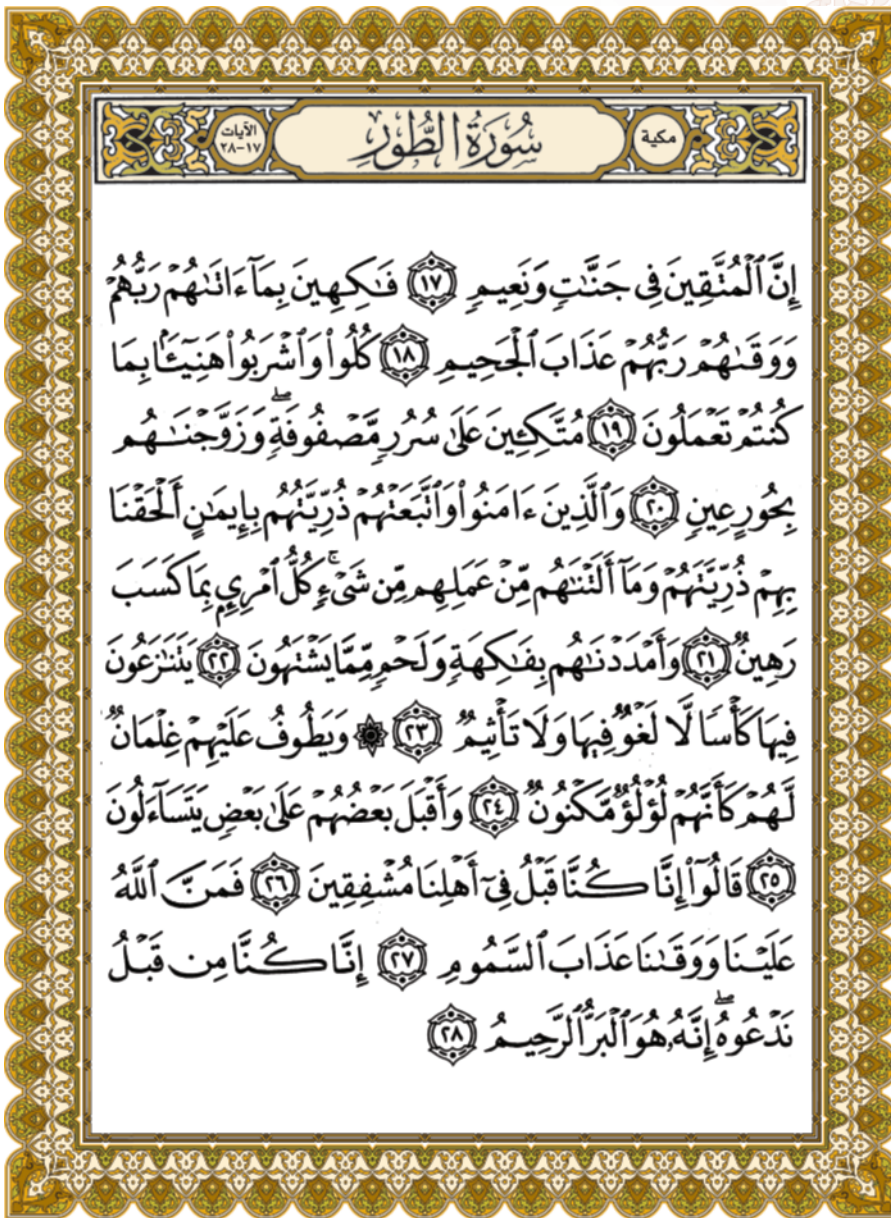 مكية
سُورَةُ الطُّورِ
الآيات
١٧-٢٨
إِنَّ ٱلْمُتَّقِينَ فِى جَنَّٰتٍ وَنَعِيمٍ ١٧ فَٰكِهِينَ بِمَآ ءَاتَىٰهُمْ رَبُّهُمْ
وَوَقَىٰهُمْ رَبُّهُمْ عَذَابَ ٱلْجَحِيمِ ١٨ كُلُوا۟ وَٱشْرَبُوا۟ هَنِيٓـًٔۢا بِمَا
كُنتُمْ تَعْمَلُونَ ١٩ مُتَّكِـِٔينَ عَلَىٰ سُرُرٍ مَّصْفُوفَةٍ ۖ وَزَوَّجْنَٰهُم
بِحُورٍ عِينٍ ٢٠ وَٱلَّذِينَ ءَامَنُوا۟ وَٱتَّبَعَتْهُمْ ذُرِّيَّتُهُم بِإِيمَٰنٍ أَلْحَقْنَا
بِهِمْ ذُرِّيَّتَهُمْ وَمَآ أَلَتْنَٰهُم مِّنْ عَمَلِهِم مِّن شَىْءٍ ۚ كُلُّ ٱمْرِئٍۭ بِمَا كَسَبَ
رَهِينٌ ٢١ وَأَمْدَدْنَٰهُم بِفَٰكِهَةٍ وَلَحْمٍ مِّمَّا يَشْتَهُونَ ٢٢ يَتَنَٰزَعُونَ
فِيهَا كَأْسًا لَّا لَغْوٌ فِيهَا وَلَا تَأْثِيمٌ ٢٣ ۞ وَيَطُوفُ عَلَيْهِمْ غِلْمَانٌ
لَّهُمْ كَأَنَّهُمْ لُؤْلُؤٌ مَّكْنُونٌ ٢٤ وَأَقْبَلَ بَعْضُهُمْ عَلَىٰ بَعْضٍ يَتَسَآءَلُونَ
٢٥ قَالُوٓا۟ إِنَّا كُنَّا قَبْلُ فِىٓ أَهْلِنَا مُشْفِقِينَ ٢٦ فَمَنَّ ٱللَّهُ
عَلَيْنَا وَوَقَىٰنَا عَذَابَ ٱلسَّمُومِ ٢٧ إِنَّا كُنَّا مِن قَبْلُ
نَدْعُوهُ ۖ إِنَّهُۥ هُوَ ٱلْبَرُّ ٱلرَّحِيمُ ٢٨